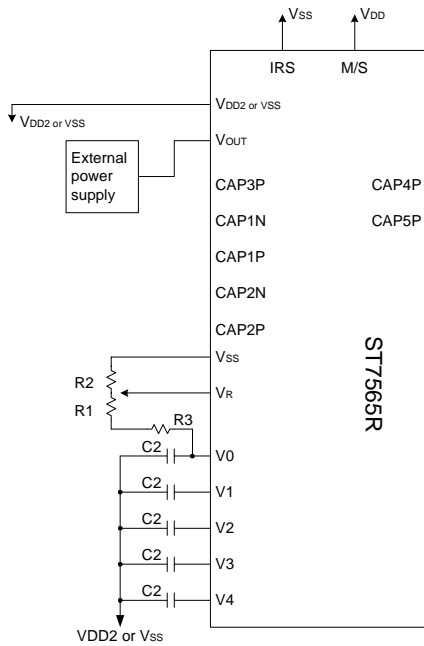 VSS
VDD
IRS M/S
VDD2 or VSS
VDD2 or VSS
VOUT
External
power
supply
CAP3P CAP4P
CAP1N CAP5P
CAP1P
CAP2N
CAP2P
ST7565R
VSS
R2
VR
R1
R3
C2 V0
C2 V1
C2 V2
C2 V3
C2 V4
VDD2 or VSS